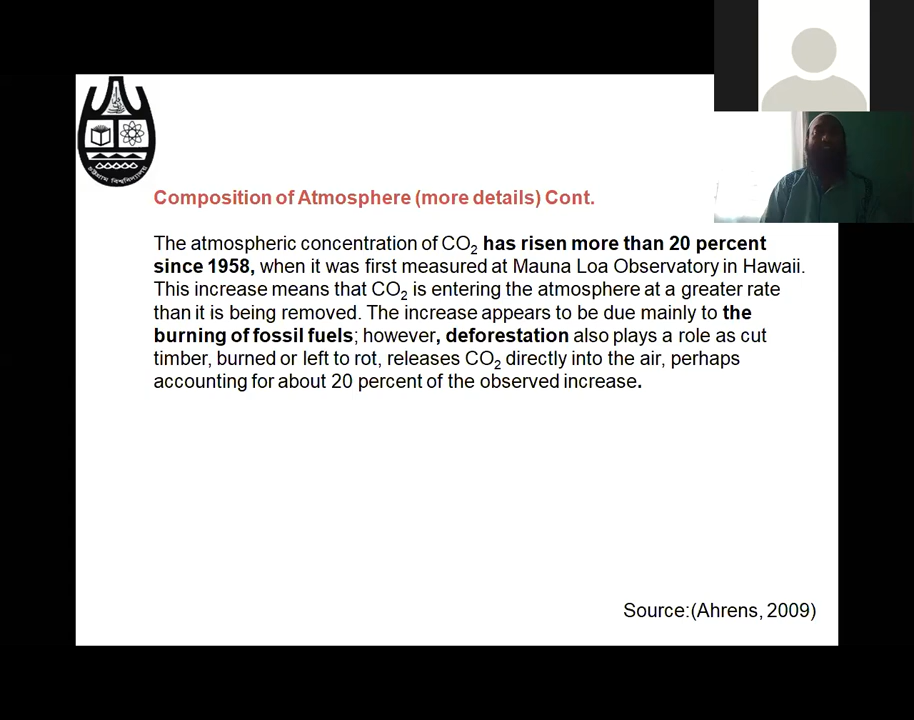 চট্টগ্রাম বিশ্ববিদ্যালয়
Composition of Atmosphere (more details) Cont.
The atmospheric concentration of CO₂ has risen more than 20 percent
since 1958, when it was first measured at Mauna Loa Observatory in Hawaii.
This increase means that CO₂ is entering the atmosphere at a greater rate
than it is being removed. The increase appears to be due mainly to the
burning of fossil fuels; however, deforestation also plays a role as cut
timber, burned or left to rot, releases CO₂ directly into the air, perhaps
accounting for about 20 percent of the observed increase.
Source:(Ahrens, 2009)